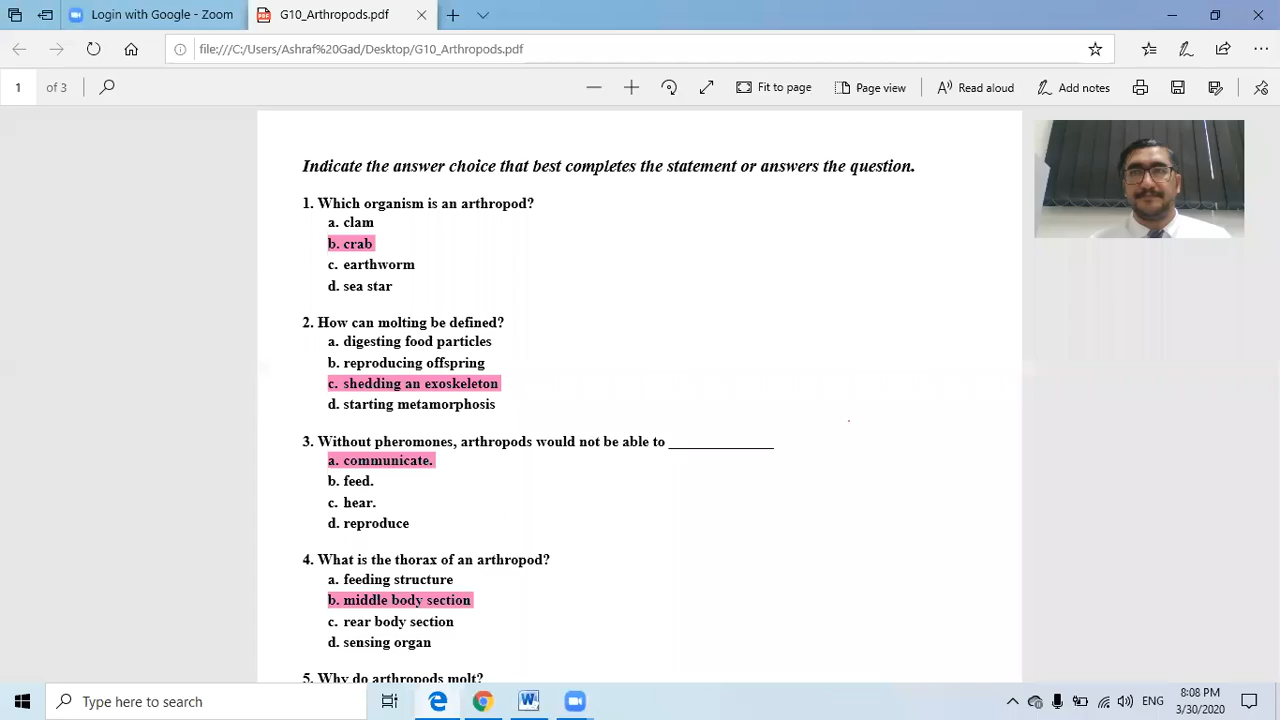 Login with Google - Zoom
G10_Arthropods.pdf
file:///C:/Users/Ashraf%20Gad/Desktop/G10_Arthropods.pdf
1 of 3
Fit to page
Page view
Read aloud
Add notes
Indicate the answer choice that best completes the statement or answers the question.
1. Which organism is an arthropod?
a. clam
b. crab
c. earthworm
d. sea star
2. How can molting be defined?
a. digesting food particles
b. reproducing offspring
c. shedding an exoskeleton
d. starting metamorphosis
3. Without pheromones, arthropods would not be able to ______________
a. communicate.
b. feed.
c. hear.
d. reproduce
4. What is the thorax of an arthropod?
a. feeding structure
b. middle body section
c. rear body section
d. sensing organ
5. Why do arthropods molt?
Type here to search
ENG
8:08 PM
3/30/2020